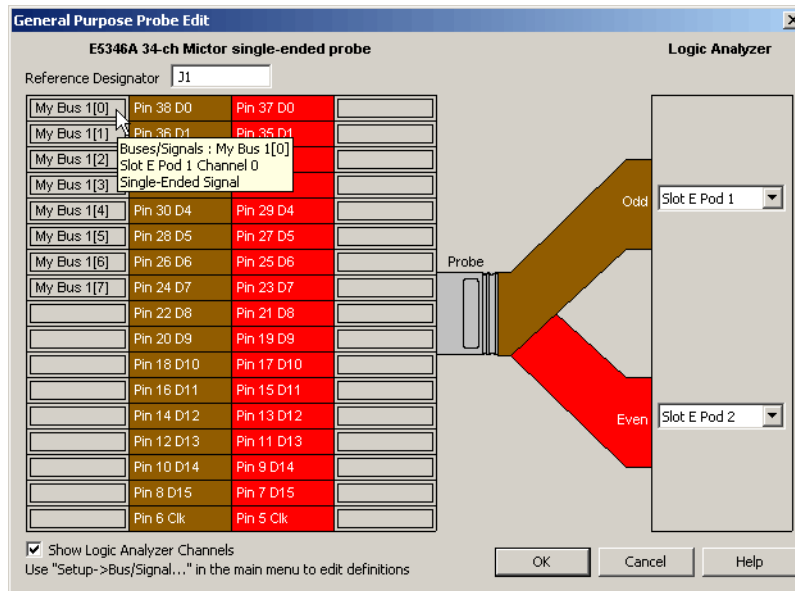 General Purpose Probe Edit
E5346A 34-ch Mictor single-ended probe
Logic Analyzer
Reference Designator J1
My Bus 1[0] Pin 38 D0 Pin 37 D0
My Bus 1[1] Pin 36 D1 Pin 35 D1
My Bus 1[2]
My Bus 1[3]
Buses/Signals : My Bus 1[0]
Slot E Pod 1 Channel 0
Single-Ended Signal
My Bus 1[4] Pin 30 D4 Pin 29 D4
My Bus 1[5] Pin 28 D5 Pin 27 D5
My Bus 1[6] Pin 26 D6 Pin 25 D6
My Bus 1[7] Pin 24 D7 Pin 23 D7
Pin 22 D8 Pin 21 D8
Pin 20 D9 Pin 19 D9
Pin 18 D10 Pin 17 D10
Pin 16 D11 Pin 15 D11
Pin 14 D12 Pin 13 D12
Pin 12 D13 Pin 11 D13
Pin 10 D14 Pin 9 D14
Pin 8 D15 Pin 7 D15
Pin 6 Clk Pin 5 Clk
Probe
Odd Slot E Pod 1
Even Slot E Pod 2
Show Logic Analyzer Channels
Use "Setup->Bus/Signal..." in the main menu to edit definitions
OK Cancel Help